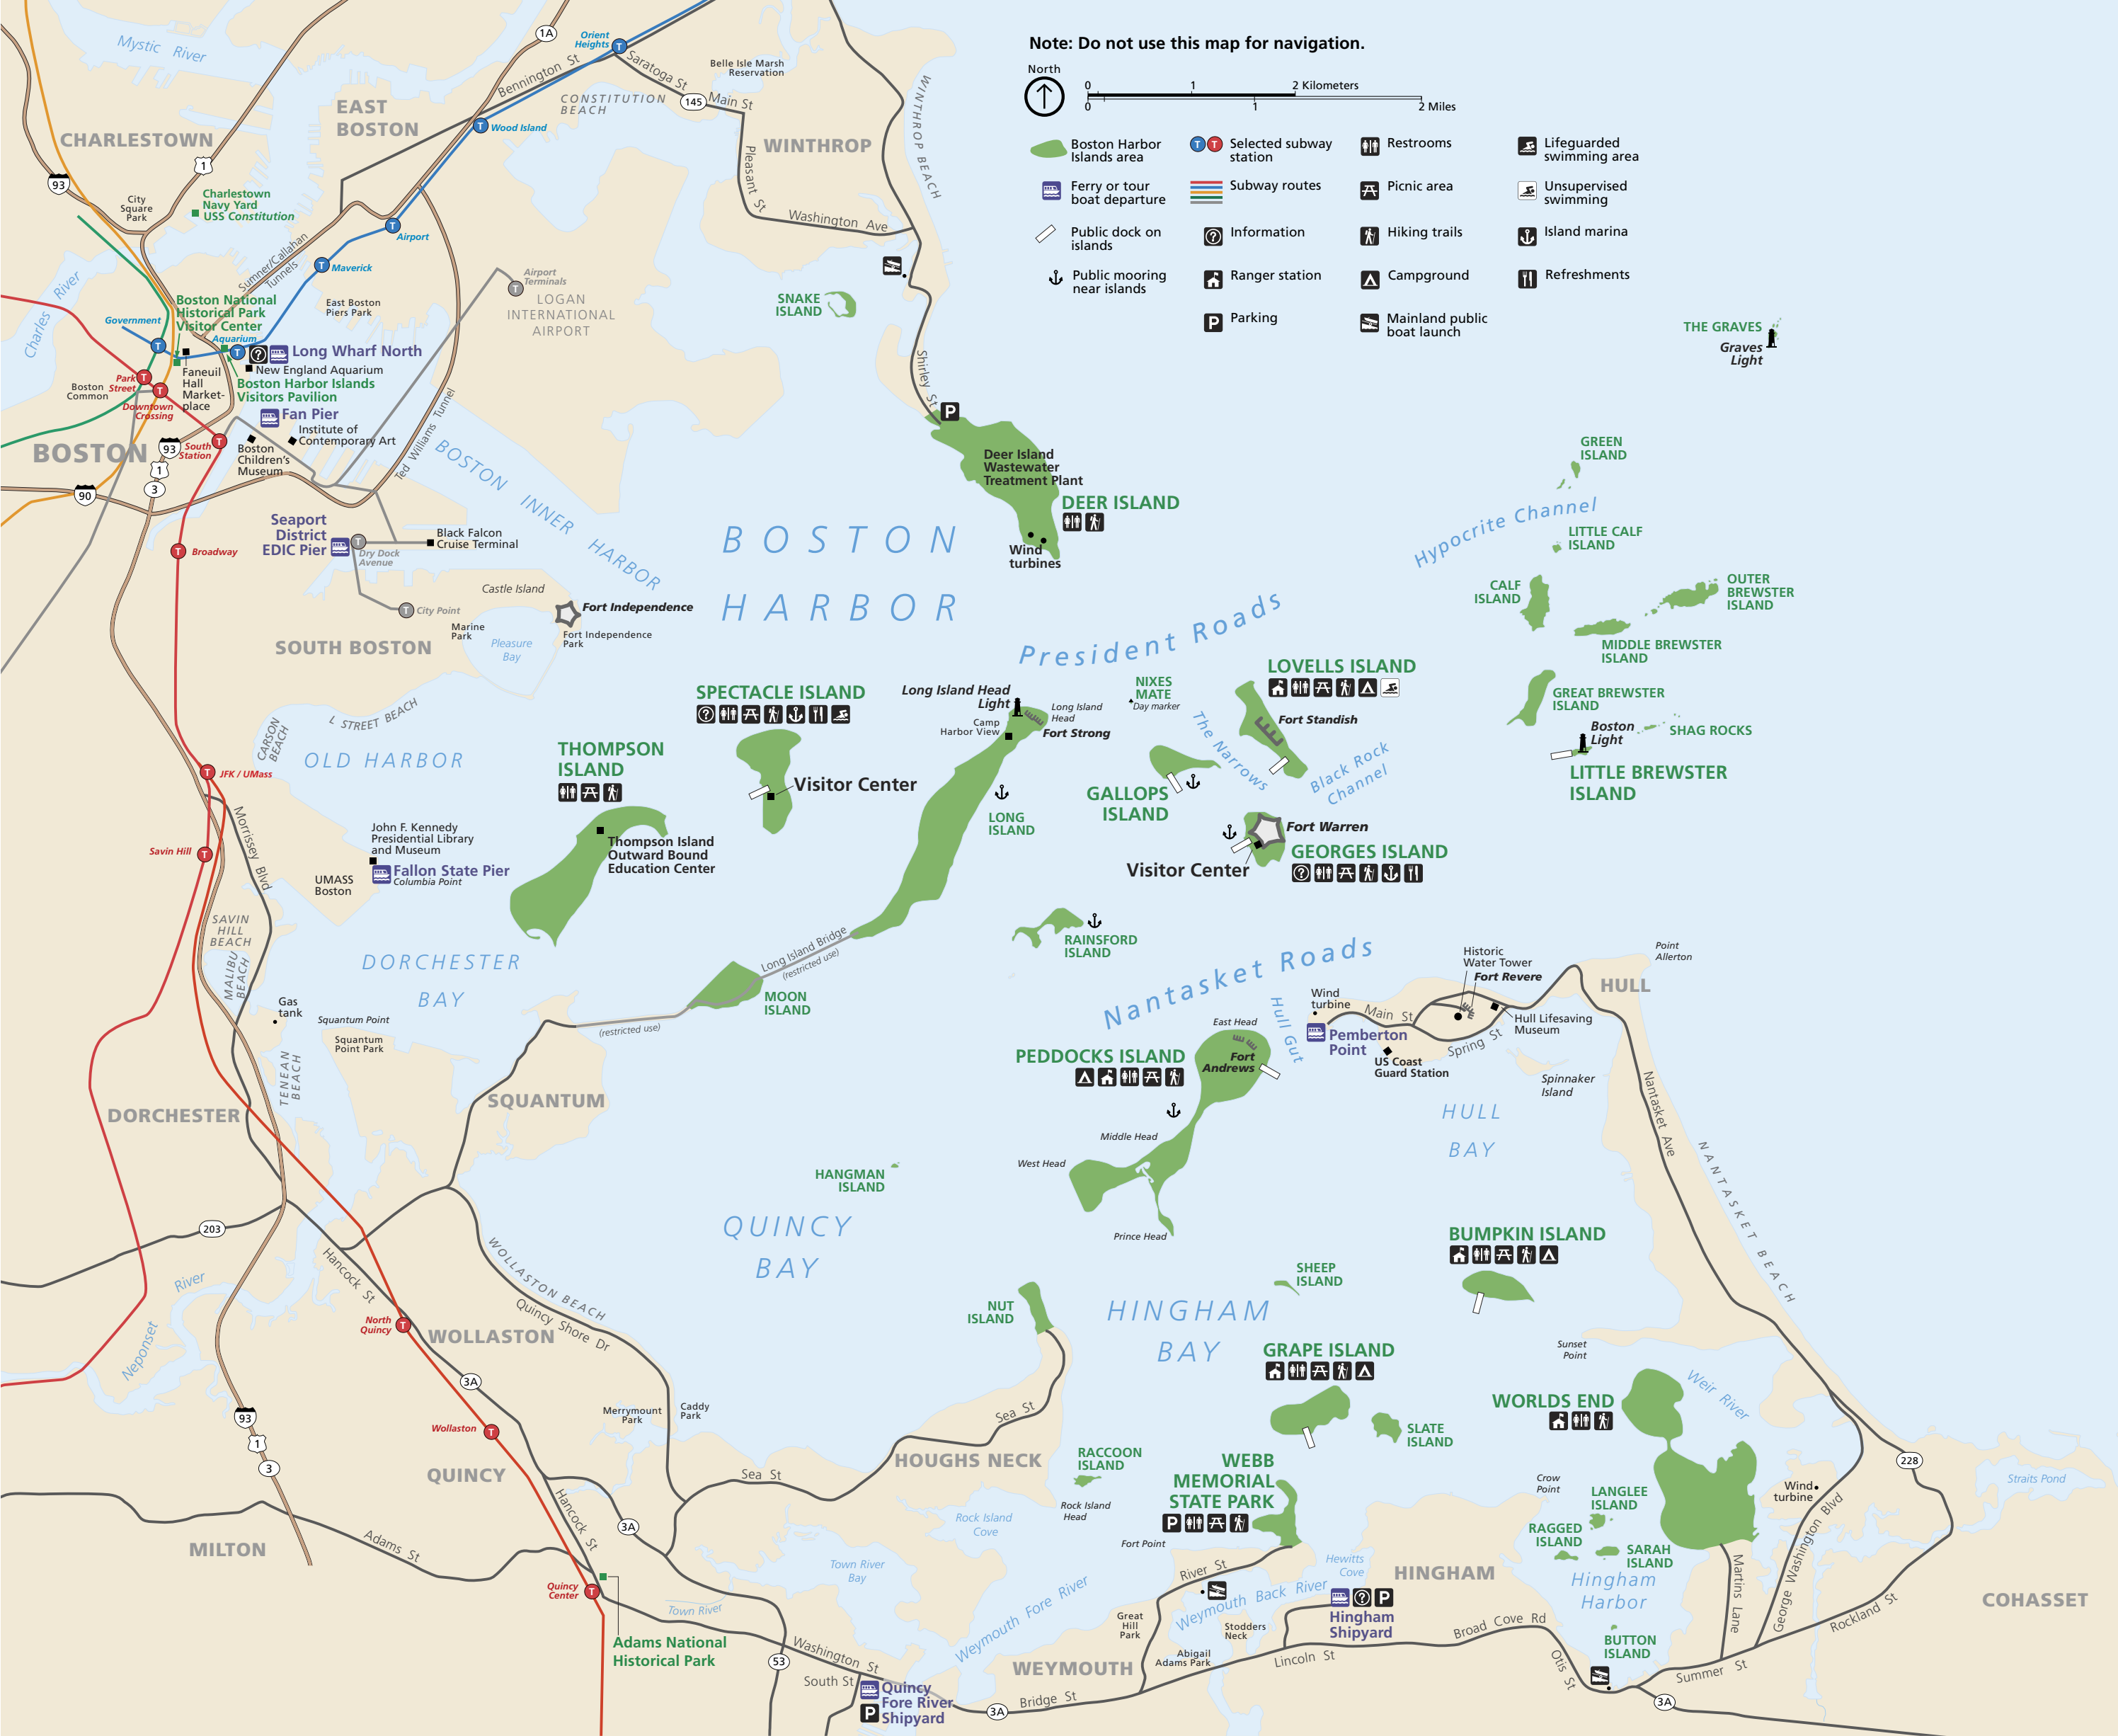 Note: Do not use this map for navigation.
North
0 1 2 Kilometers
0 1 2 Miles
Boston Harbor
Islands area
Selected subway
station
Restrooms
Lifeguarded
swimming area
Ferry or tour
boat departure
Subway routes
Picnic area
Unsupervised
swimming
Public dock on
islands
Information
Hiking trails
Island marina
Public mooring
near islands
Ranger station
Campground
Refreshments
Parking
Mainland public
boat launch
Mystic River
EAST
BOSTON
CHARLESTOWN
1A
Orient
Heights
Bennington St
Saratoga St
Belle Isle Marsh
Reservation
CONSTITUTION
BEACH
145
Main St
Wood Island
WINTHROP
WINTHROP BEACH
Pleasant St
Washington Ave
1
93
City
Square
Park
Charlestown
Navy Yard
USS Constitution
Airport
Sumner/Callahan
Tunnels
Maverick
Airport
Terminals
LOGAN
INTERNATIONAL
AIRPORT
East Boston
Piers Park
Charles River
Boston National
Historical Park
Visitor Center
Government
Aquarium
Long Wharf North
New England Aquarium
Faneuil
Hall
Market-
place
Boston Harbor Islands
Visitors Pavilion
Park
Street
Boston
Common
Downtown
Crossing
Fan Pier
Institute of
Contemporary Art
BOSTON
93
1
3
90
South
Station
Boston
Children's
Museum
Ted Williams Tunnel
BOSTON INNER HARBOR
SNAKE
ISLAND
Shirley St
P
Deer Island
Wastewater
Treatment Plant
DEER ISLAND
Wind
turbines
THE GRAVES
Graves
Light
GREEN
ISLAND
Hypocrite Channel
LITTLE CALF
ISLAND
CALF
ISLAND
OUTER
BREWSTER
ISLAND
MIDDLE BREWSTER
ISLAND
GREAT BREWSTER
ISLAND
Boston
Light
SHAG ROCKS
LITTLE BREWSTER
ISLAND
BOSTON
HARBOR
Seaport
District
EDIC Pier
Dry Dock
Avenue
Black Falcon
Cruise Terminal
Broadway
City Point
Castle Island
Fort Independence
Marine
Park
Fort Independence
Park
Pleasure
Bay
SOUTH BOSTON
L STREET BEACH
CARSON
BEACH
OLD HARBOR
President Roads
SPECTACLE ISLAND
Visitor Center
Long Island Head
Light
Long Island
Head
Camp
Harbor View
Fort Strong
LONG
ISLAND
NIXES
MATE
Day marker
LOVELLS ISLAND
Fort Standish
The Narrows
Black Rock
Channel
GALLOPS
ISLAND
Fort Warren
Visitor Center
GEORGES ISLAND
THOMPSON
ISLAND
Thompson Island
Outward Bound
Education Center
JFK / UMass
Morrissey Blvd
Savin Hill
John F. Kennedy
Presidential Library
and Museum
Fallon State Pier
Columbia Point
UMASS
Boston
SAVIN
HILL
BEACH
MALIBU
BEACH
DORCHESTER
BAY
Long Island Bridge
(restricted use)
RAINSFORD
ISLAND
MOON
ISLAND
(restricted use)
Gas
tank
Squantum Point
Squantum
Point Park
TENEAN
BEACH
DORCHESTER
SQUANTUM
Nantasket Roads
Hull Gut
Wind
turbine
Pemberton
Point
Main St
Historic
Water Tower
Fort Revere
Hull Lifesaving
Museum
Spring St
US Coast
Guard Station
HULL
Point
Allerton
Spinnaker
Island
Nantasket Ave
NANTASKET BEACH
HULL
BAY
PEDDOCKS ISLAND
East Head
Fort
Andrews
Middle Head
West Head
Prince Head
HANGMAN
ISLAND
QUINCY
BAY
203
Hancock St
WOLLASTON BEACH
Quincy Shore Dr
River
Neponset
North
Quincy
WOLLASTON
3A
93
1
3
Wollaston
Merrymount
Park
Caddy
Park
QUINCY
Sea St
Sea St
HOUGHS NECK
NUT
ISLAND
HINGHAM
BAY
SHEEP
ISLAND
BUMPKIN ISLAND
GRAPE ISLAND
SLATE
ISLAND
Sunset
Point
Weir River
WORLDS END
RACCOON
ISLAND
Rock Island
Head
Rock Island
Cove
WEBB
MEMORIAL
STATE PARK
P
Fort Point
Crow
Point
LANGLEE
ISLAND
RAGGED
ISLAND
SARAH
ISLAND
Hingham
Harbor
BUTTON
ISLAND
Wind
turbine
228
Straits Pond
George Washington Blvd
Martins Lane
Rockland St
COHASSET
MILTON
Adams St
Hancock St
3A
Quincy
Center
Adams National
Historical Park
Town River
Town River
Bay
Washington St
53
South St
Quincy
Fore River
Shipyard
P
Weymouth Fore River
River St
Weymouth Back River
Hewitts
Cove
HINGHAM
P
Hingham
Shipyard
Great
Hill
Park
Stodders
Neck
Abigail
Adams Park
WEYMOUTH
3A
Bridge St
Lincoln St
Broad Cove Rd
Otis St
Summer St
3A